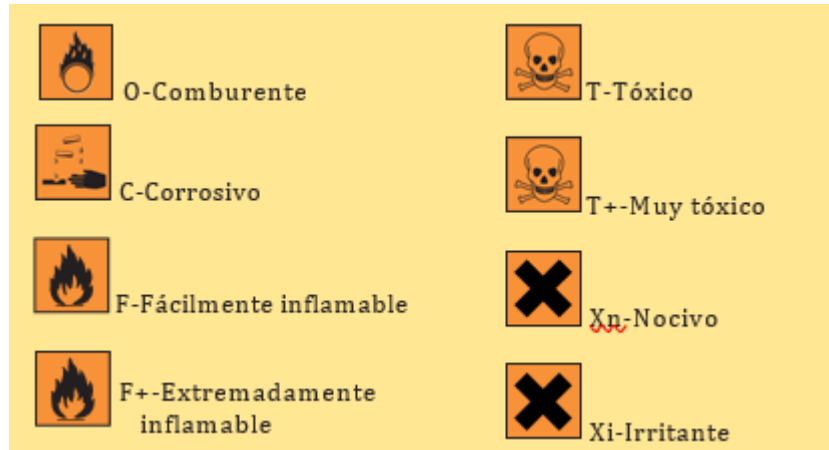 O-Comburente
C-Corrosivo
F-Fácilmente inflamable
F+-Extremadamente
inflamable
T-Tóxico
T+-Muy tóxico
Xn-Nocivo
Xi-Irritante